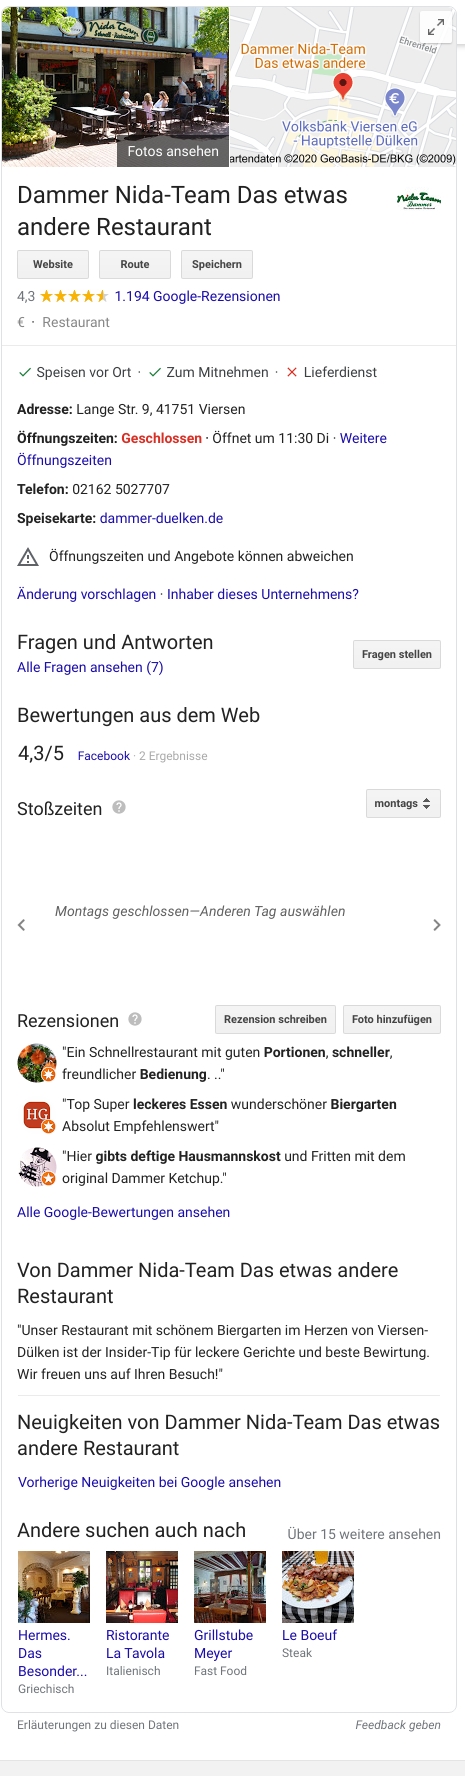 Nida Team
Schnell-Restaurant
Fotos ansehen
Ehrenfeld
Dammer Nida-Team
Das etwas andere
Volksbank Viersen eG
- Hauptstelle Dülken
artendaten ©2020 GeoBasis-DE/BKG (©2009)
Dammer Nida-Team Das etwas
andere Restaurant
Nida Team
Dammer
Website
Route
Speichern
4,3 1.194 Google-Rezensionen
€ · Restaurant
Speisen vor Ort · Zum Mitnehmen · Lieferdienst
Adresse: Lange Str. 9, 41751 Viersen
Öffnungszeiten: Geschlossen · Öffnet um 11:30 Di · Weitere
Öffnungszeiten
Telefon: 02162 5027707
Speisekarte: dammer-duelken.de
Öffnungszeiten und Angebote können abweichen
Änderung vorschlagen · Inhaber dieses Unternehmens?
Fragen und Antworten
Alle Fragen ansehen (7)
Fragen stellen
Bewertungen aus dem Web
4,3/5 Facebook · 2 Ergebnisse
Stoßzeiten ?
montags
Montags geschlossen—Anderen Tag auswählen
Rezensionen ?
Rezension schreiben
Foto hinzufügen
"Ein Schnellrestaurant mit guten Portionen, schneller,
freundlicher Bedienung. .."
HG
"Top Super leckeres Essen wunderschöner Biergarten
Absolut Empfehlenswert"
"Hier gibts deftige Hausmannskost und Fritten mit dem
original Dammer Ketchup."
Alle Google-Bewertungen ansehen
Von Dammer Nida-Team Das etwas andere
Restaurant
"Unser Restaurant mit schönem Biergarten im Herzen von Viersen-
Dülken ist der Insider-Tip für leckere Gerichte und beste Bewirtung.
Wir freuen uns auf Ihren Besuch!"
Neuigkeiten von Dammer Nida-Team Das etwas
andere Restaurant
Vorherige Neuigkeiten bei Google ansehen
Andere suchen auch nach
Über 15 weitere ansehen
Hermes.
Das
Besonder...
Griechisch
Ristorante
La Tavola
Italienisch
Grillstube
Meyer
Fast Food
Le Boeuf
Steak
Erläuterungen zu diesen Daten
Feedback geben